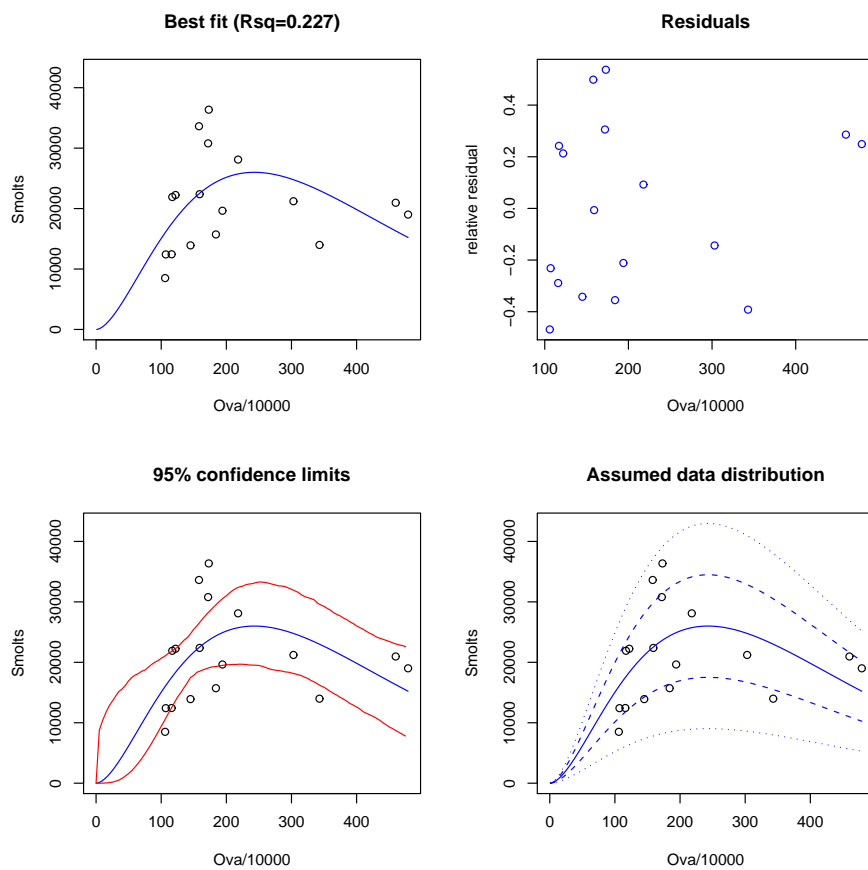 Best fit (Rsq=0.227)
Smolts
0 10000 20000 30000 40000
0 100 200 300 400
Ova/10000
Residuals
relative residual
−0.4 −0.2 0.0 0.2 0.4
100 200 300 400
Ova/10000
95% confidence limits
Smolts
0 10000 20000 30000 40000
0 100 200 300 400
Ova/10000
Assumed data distribution
Smolts
0 10000 20000 30000 40000
0 100 200 300 400
Ova/10000